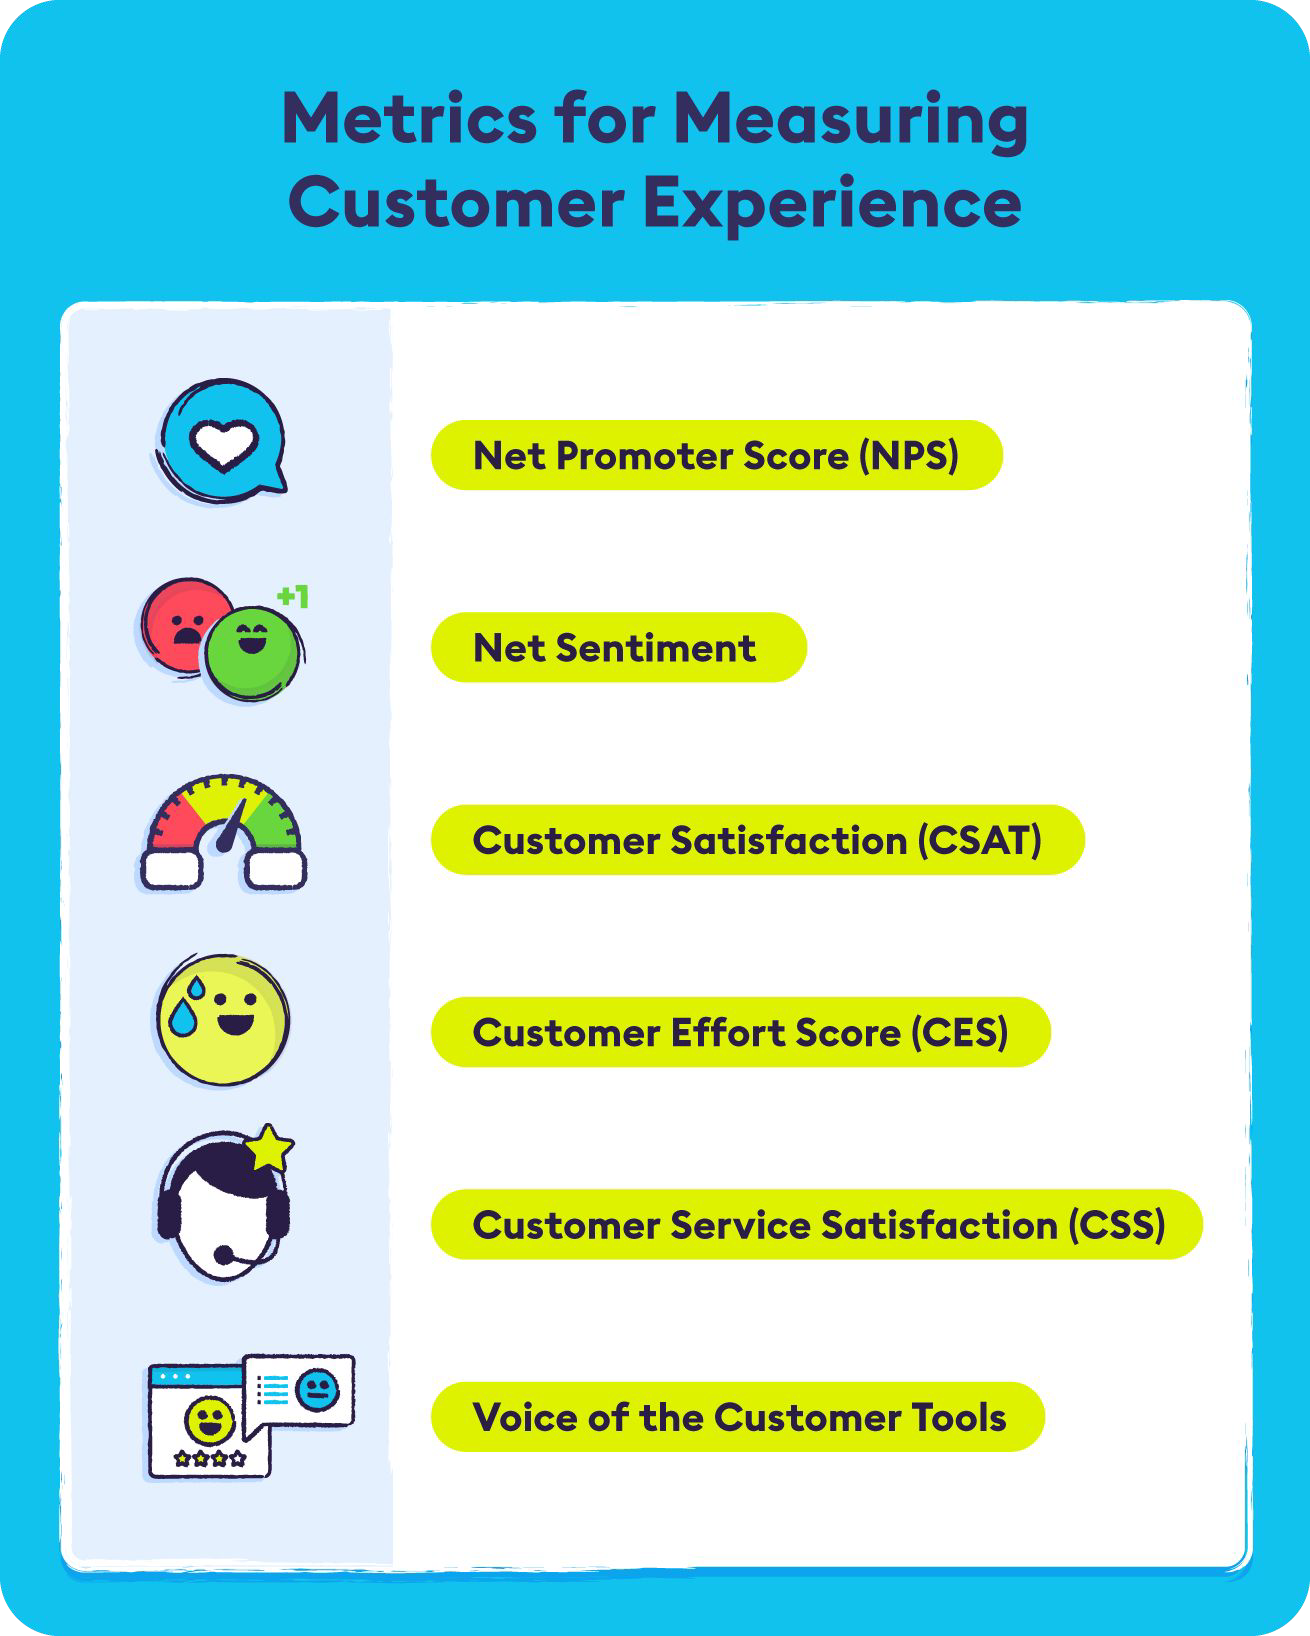 Metrics for Measuring
Customer Experience
Net Promoter Score (NPS)
+1
Net Sentiment
Customer Satisfaction (CSAT)
Customer Effort Score (CES)
Customer Service Satisfaction (CSS)
Voice of the Customer Tools